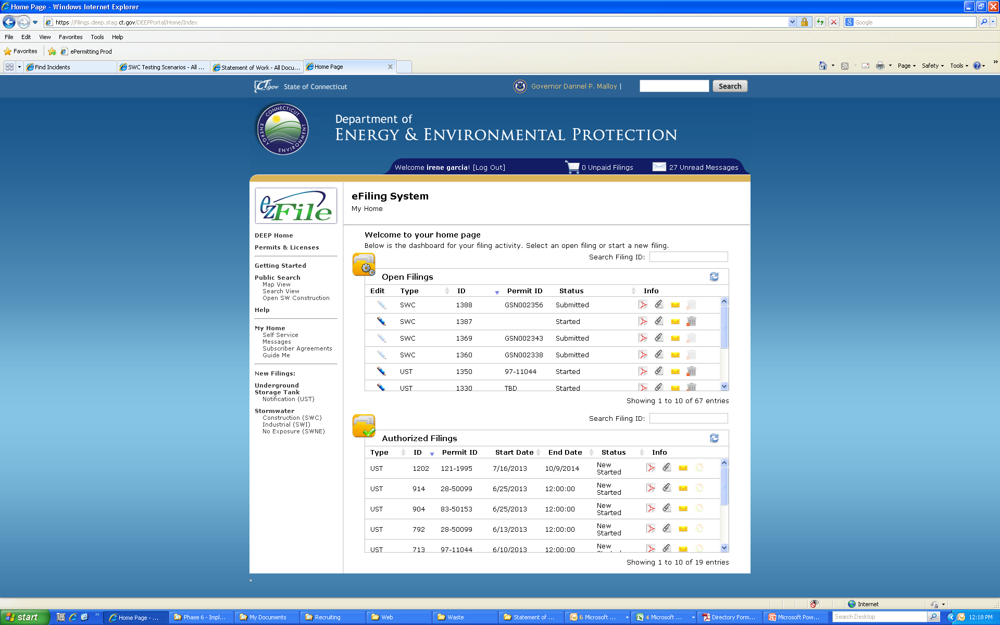 Home Page - Windows Internet Explorer
https://filings.deep.stag.ct.gov/DEEPPortal/Home/Index
Google
File Edit View Favorites Tools Help
Favorites ePermitting Prod
Find Incidents SWC Testing Scenarios - All ... Statement of Work - All Docu... Home Page
Page Safety Tools »
CT.gov State of Connecticut Governor Dannel P. Malloy | Search
CONNECTICUT ENERGY ENVIRONMENT
Department of
ENERGY & ENVIRONMENTAL PROTECTION
Welcome irene garcia! [Log Out] 0 Unpaid Filings 27 Unread Messages
ezFile
DEEP Home
Permits & Licenses
Getting Started
Public Search
Map View
Search View
Open SW Construction
Help
My Home
Self Service
Messages
Subscriber Agreements
Guide Me
New Filings:
Underground
Storage Tank
Notification (UST)
Stormwater
Construction (SWC)
Industrial (SWI)
No Exposure (SWNE)
eFiling System
My Home
Welcome to your home page
Below is the dashboard for your filing activity. Select an open filing or start a new filing.
Search Filing ID:
Open Filings
Edit Type ID Permit ID Status Info
SWC 1388 GSN002356 Submitted
SWC 1387 Started
SWC 1369 GSN002343 Submitted
SWC 1360 GSN002338 Submitted
UST 1350 97-11044 Started
UST 1330 TBD Started
Showing 1 to 10 of 67 entries
Search Filing ID:
Authorized Filings
Type ID Permit ID Start Date End Date Status Info
UST 1202 121-1995 7/16/2013 10/9/2014 New Started
UST 914 28-50099 6/25/2013 12:00:00 New Started
UST 904 83-50153 6/25/2013 12:00:00 New Started
UST 792 28-50099 6/13/2013 12:00:00 New Started
UST 713 97-11044 6/10/2013 12:00:00 New
Showing 1 to 10 of 19 entries
Internet
start » Home Page - ... Phase 6 - Impl... My Documents Recruiting Web Waste Statement of ... 6 Microsoft ... 4 Microsoft ... Directory Form... Microsoft Pow... Search Desktop 12:18 PM